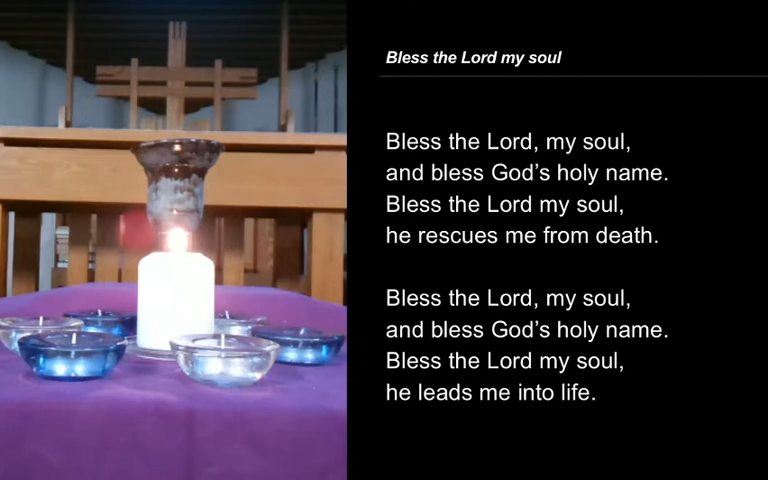 Bless the Lord my soul
Bless the Lord, my soul,
and bless God’s holy name.
Bless the Lord my soul,
he rescues me from death.
Bless the Lord, my soul,
and bless God’s holy name.
Bless the Lord my soul,
he leads me into life.